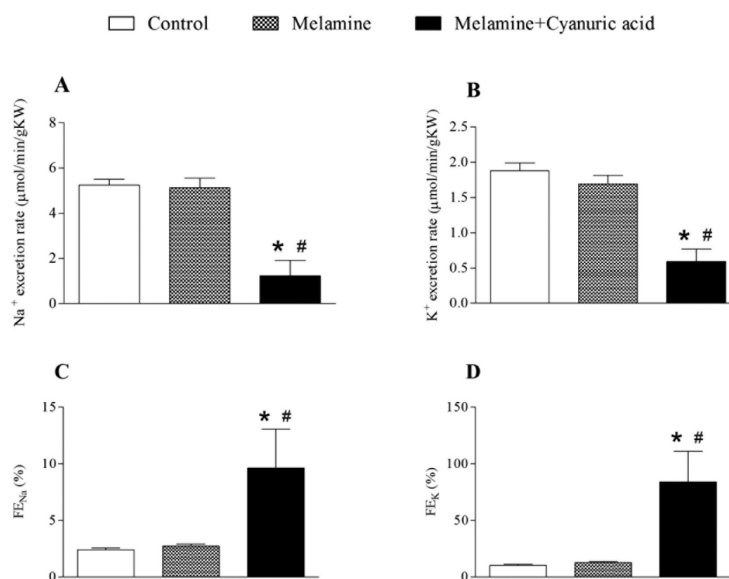 Control Melamine Melamine+Cyanuric acid
A
Na⁺ excretion rate (μmol/min/gKW)
8
6
4
2
0
* #
B
K⁺ excretion rate (μmol/min/gKW)
2.5
2.0
1.5
1.0
0.5
0.0
* #
C
FE_Na (%)
15
10
5
0
* #
D
FE_K (%)
150
100
50
0
* #